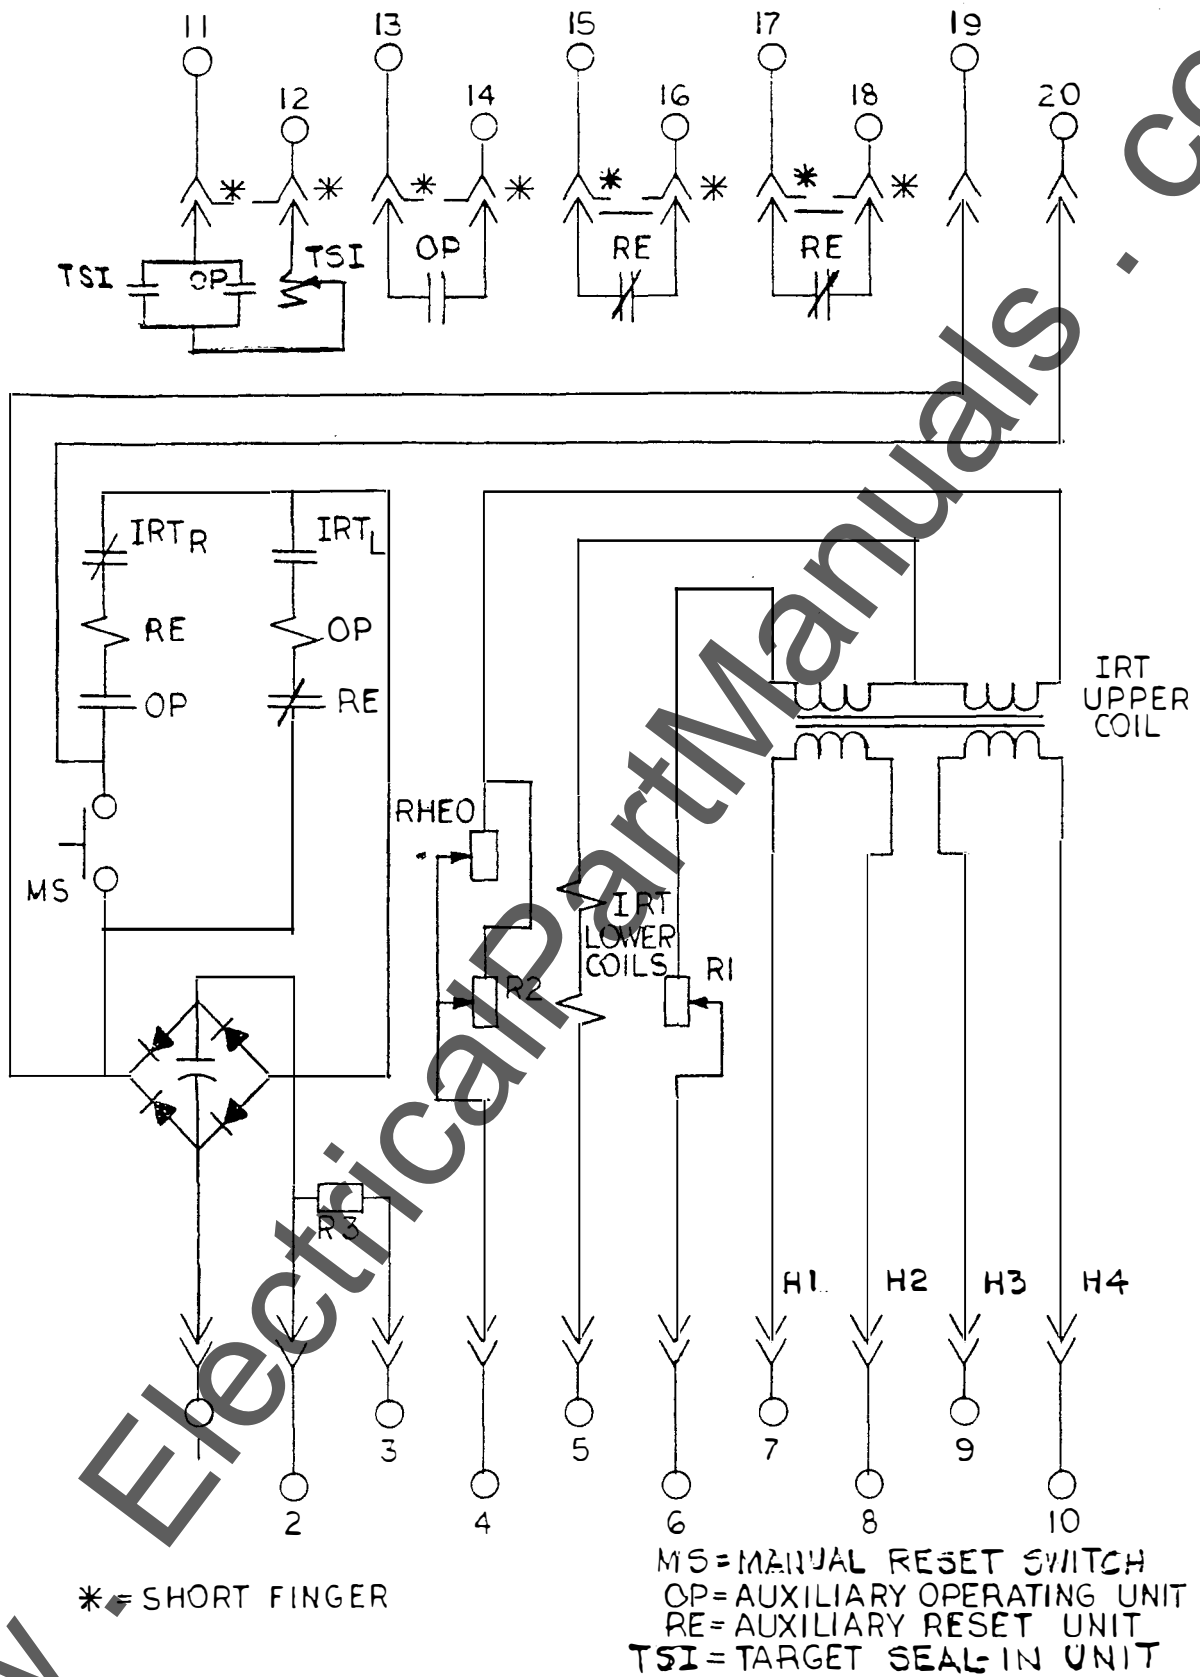 11
13
15
17
19
12
14
16
18
20
* * * * * * * *
TSI
OP
TSI
OP
RE
RE
IRT R
IRT L
RE
OP
OP
RE
IRT
UPPER
COIL
RHEO
MS
IRT
LOWER
COILS
R2
R1
R3
H1
H2
H3
H4
3
5
7
9
2
4
6
8
10
* = SHORT FINGER
MS = MANUAL RESET SWITCH
OP = AUXILIARY OPERATING UNIT
RE = AUXILIARY RESET UNIT
TSI = TARGET SEAL-IN UNIT
. ElectricalPartManuals . co